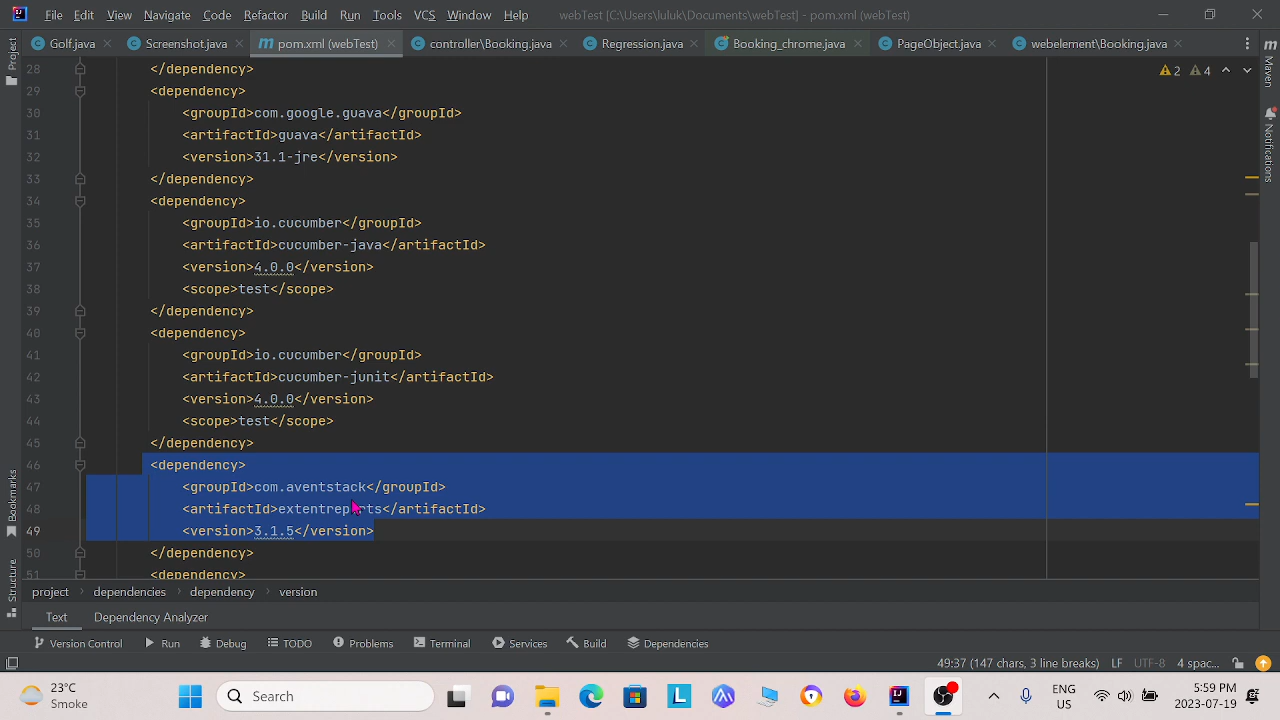 File Edit View Navigate Code Refactor Build Run Tools VCS Window Help webTest [C:\Users\luluk\Documents\webTest] - pom.xml (webTest)
Golf.java Screenshot.java pom.xml (webTest) controller\Booking.java Regression.java Booking_chrome.java PageObject.java webelement\Booking.java
Project
Bookmarks
Structure
Maven
Notifications
2 4
28 </dependency>
29 <dependency>
30 <groupId>com.google.guava</groupId>
31 <artifactId>guava</artifactId>
32 <version>31.1-jre</version>
33 </dependency>
34 <dependency>
35 <groupId>io.cucumber</groupId>
36 <artifactId>cucumber-java</artifactId>
37 <version>4.0.0</version>
38 <scope>test</scope>
39 </dependency>
40 <dependency>
41 <groupId>io.cucumber</groupId>
42 <artifactId>cucumber-junit</artifactId>
43 <version>4.0.0</version>
44 <scope>test</scope>
45 </dependency>
46 <dependency>
47 <groupId>com.aventstack</groupId>
48 <artifactId>extentreports</artifactId>
49 <version>3.1.5</version>
50 </dependency>
51 <dependency>
project dependencies dependency version
Text Dependency Analyzer
Version Control Run Debug TODO Problems Terminal Services Build Dependencies
49:37 (147 chars, 3 line breaks) LF UTF-8 4 spac...
23°C
Smoke
Search
ENG
US
5:59 PM
2023-07-19